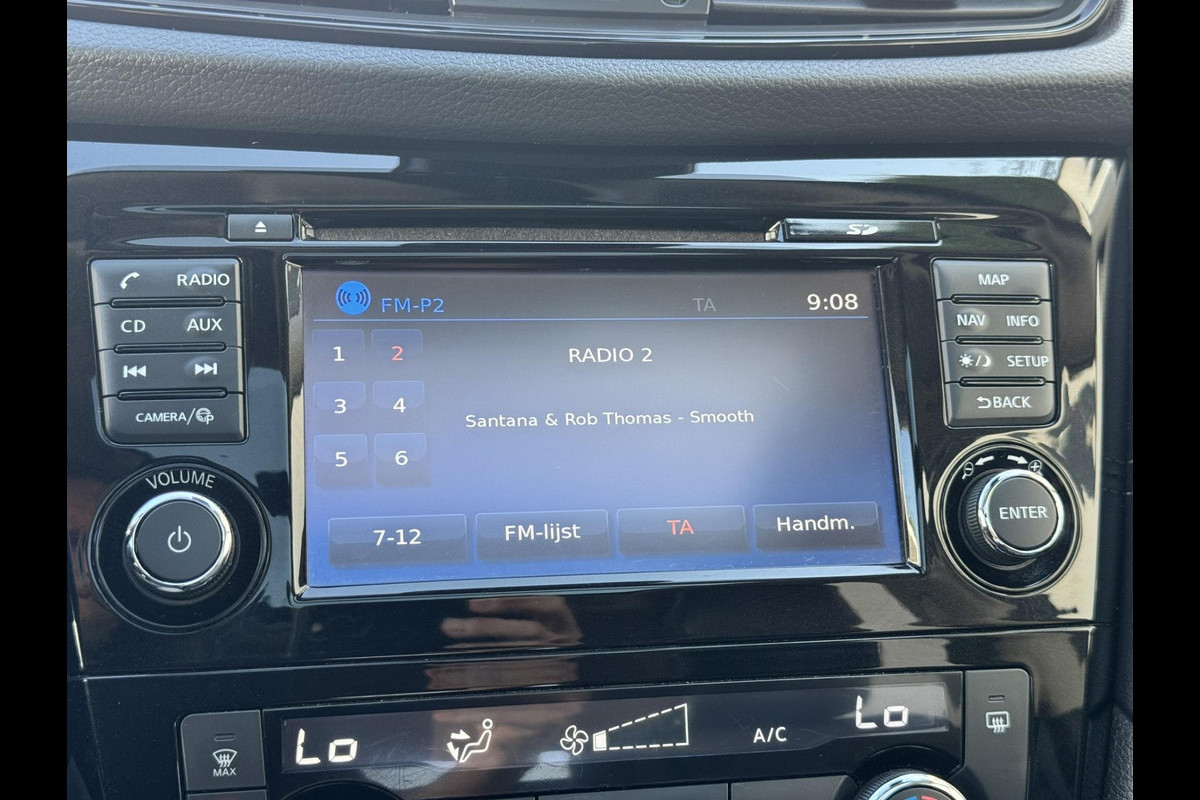 SD
RADIO
CD AUX
CAMERA/
VOLUME
FM-P2 TA 9:08
1 2
3 4
5 6
RADIO 2
Santana & Rob Thomas - Smooth
7-12 FM-lijst TA Handm.
MAP
NAV INFO
SETUP
BACK
ENTER
MAX
Lo A/C Lo